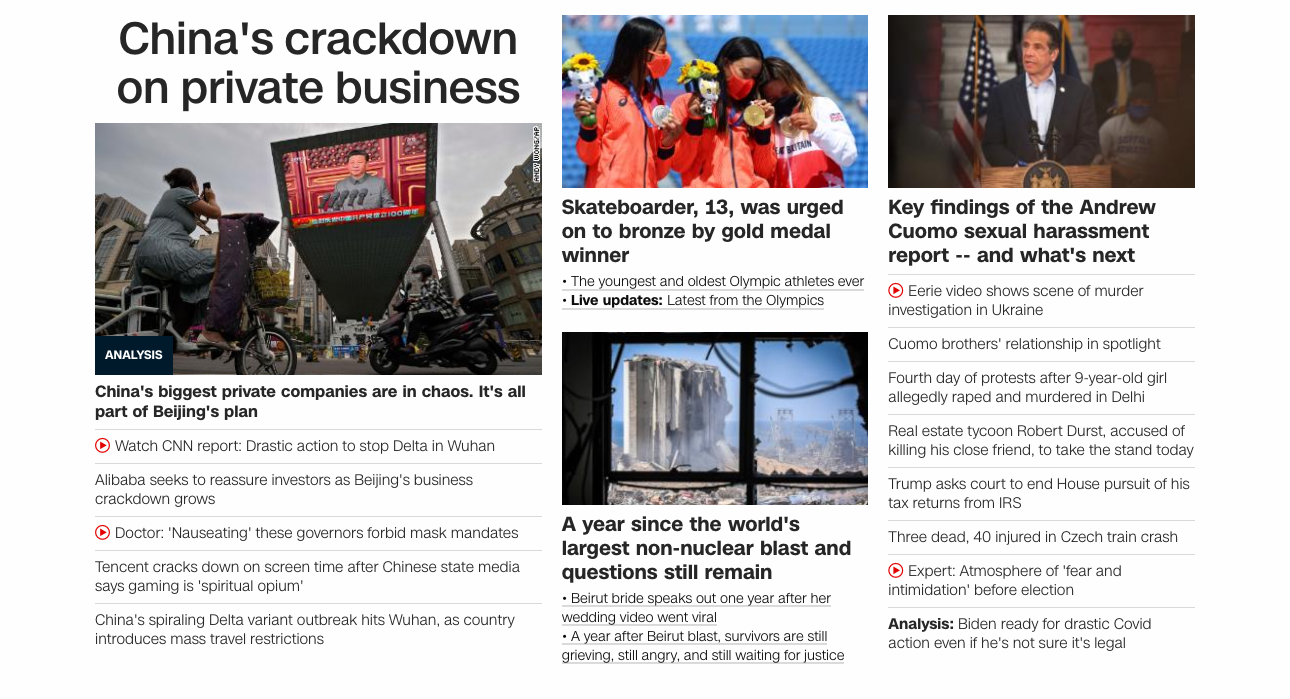 China's crackdown
on private business
ANDY WONG/AP
ANALYSIS
China's biggest private companies are in chaos. It's all
part of Beijing's plan
Watch CNN report: Drastic action to stop Delta in Wuhan
Alibaba seeks to reassure investors as Beijing's business
crackdown grows
Doctor: 'Nauseating' these governors forbid mask mandates
Tencent cracks down on screen time after Chinese state media
says gaming is 'spiritual opium'
China's spiraling Delta variant outbreak hits Wuhan, as country
introduces mass travel restrictions
GREAT BRITAIN
Skateboarder, 13, was urged
on to bronze by gold medal
winner
• The youngest and oldest Olympic athletes ever
• Live updates: Latest from the Olympics
A year since the world's
largest non-nuclear blast and
questions still remain
• Beirut bride speaks out one year after her
wedding video went viral
• A year after Beirut blast, survivors are still
grieving, still angry, and still waiting for justice
Key findings of the Andrew
Cuomo sexual harassment
report -- and what's next
Eerie video shows scene of murder
investigation in Ukraine
Cuomo brothers' relationship in spotlight
Fourth day of protests after 9-year-old girl
allegedly raped and murdered in Delhi
Real estate tycoon Robert Durst, accused of
killing his close friend, to take the stand today
Trump asks court to end House pursuit of his
tax returns from IRS
Three dead, 40 injured in Czech train crash
Expert: Atmosphere of 'fear and
intimidation' before election
Analysis: Biden ready for drastic Covid
action even if he's not sure it's legal